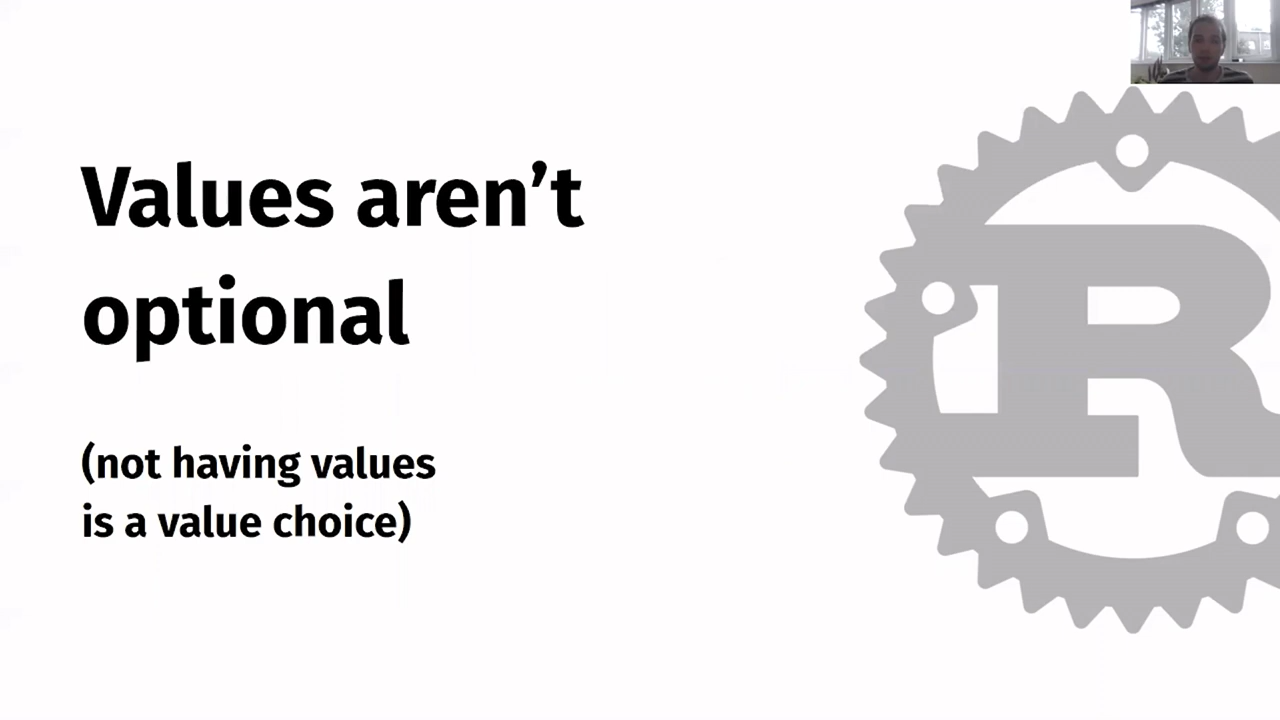 Values aren’t
optional
(not having values
is a value choice)
R